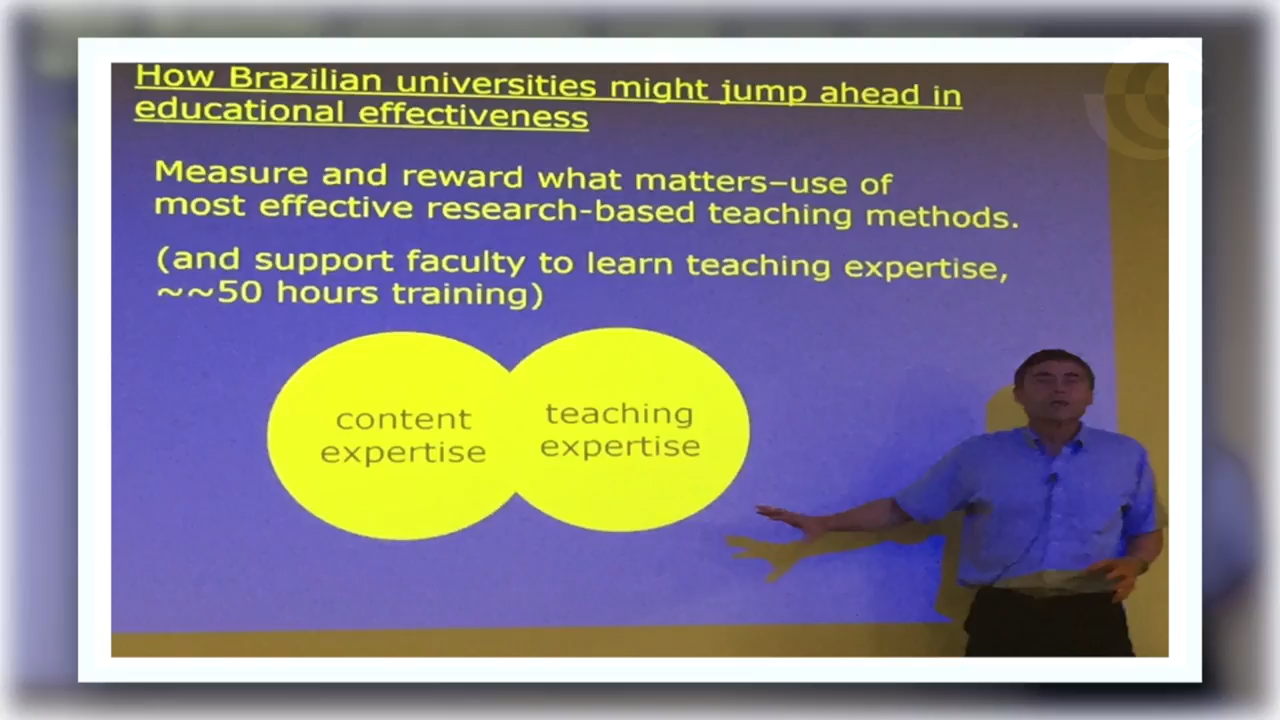 How Brazilian universities might jump ahead in
educational effectiveness
Measure and reward what matters–use of
most effective research-based teaching methods.
(and support faculty to learn teaching expertise,
~~50 hours training)
content
expertise
teaching
expertise